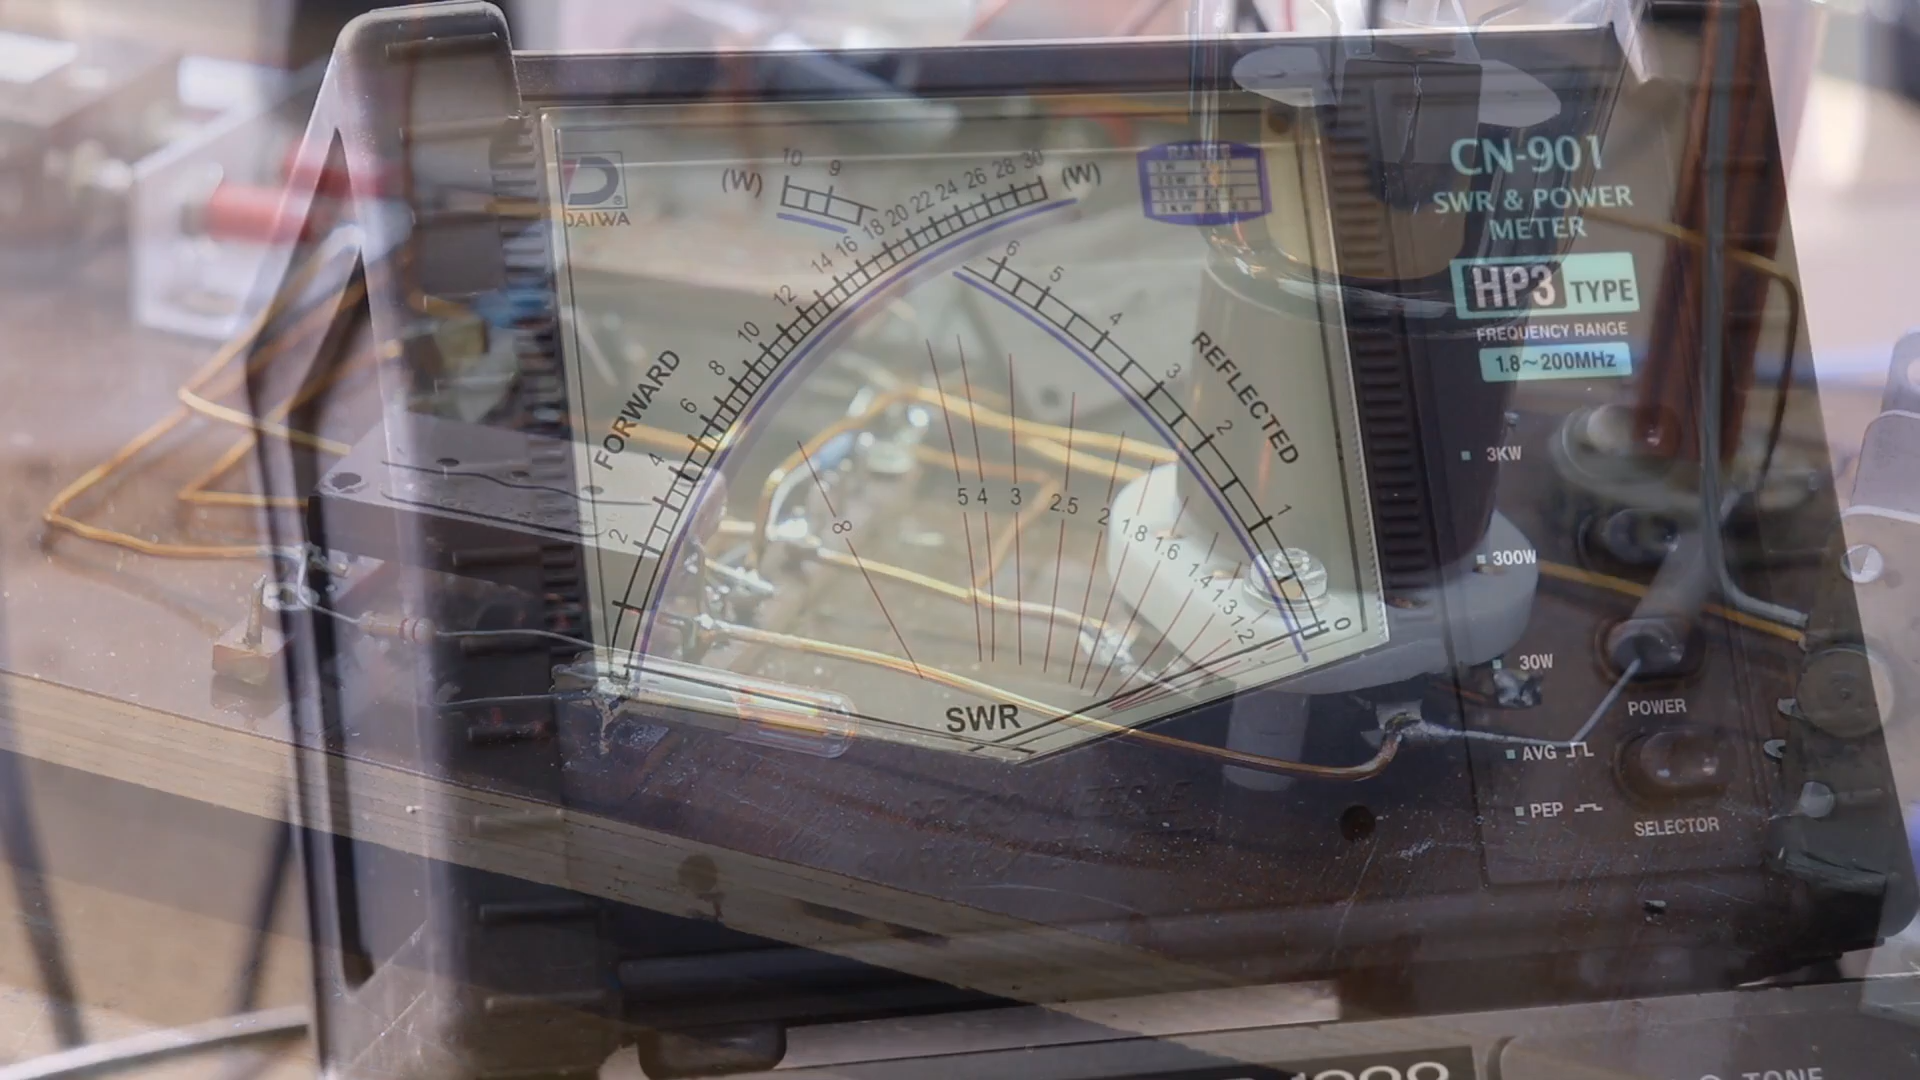 DAIWA
®
(W)
10 9
18 20 22 24 26 28 30
(W)
RANGE
14 16
12
10
8
6
4
2
FORWARD
6
5
4
3
2
1
0
REFLECTED
∞
5 4 3 2.5 2 1.8 1.6 1.4 1.3 1.2
SWR
CN-901
SWR & POWER
METER
HP3 TYPE
FREQUENCY RANGE
1.8~200MHz
3KW
300W
30W
POWER
AVG
PEP
SELECTOR
TONE